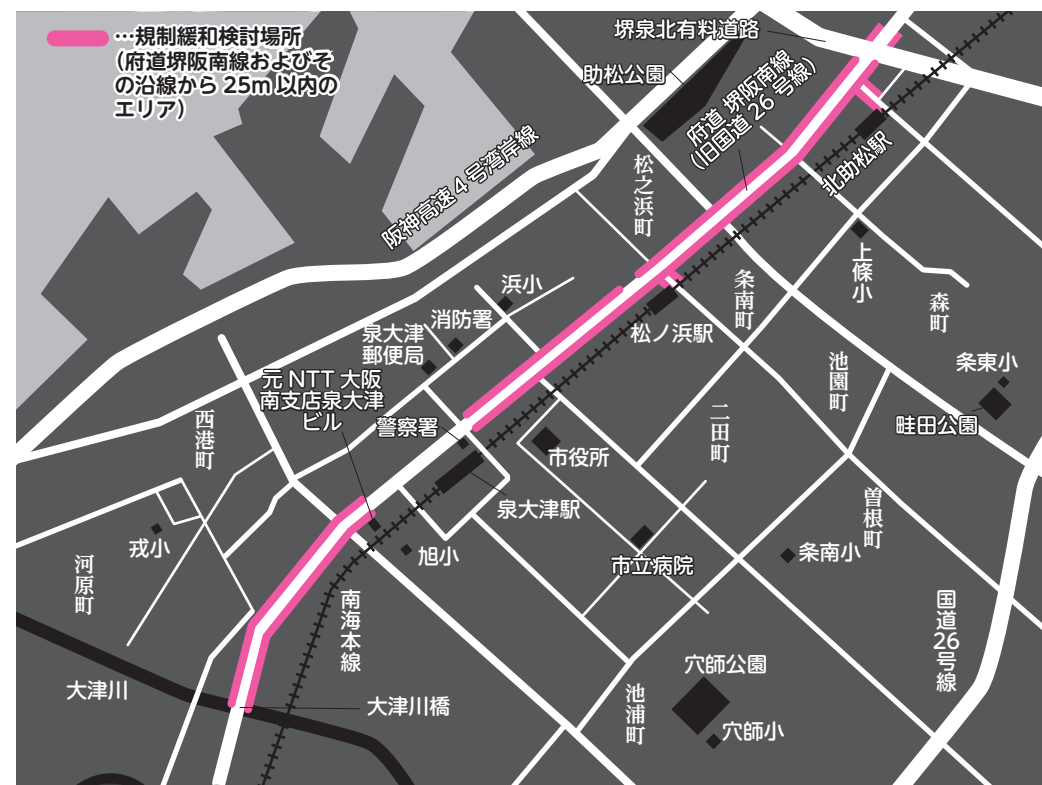 …規制緩和検討場所
（府道堺阪南線およびそ
の沿線から 25m 以内の
エリア）
堺泉北有料道路
助松公園
府道 堺阪南線
（旧国道 26 号線）
阪神高速 4 号湾岸線
松之浜町
北助松駅
上條小
森町
条南町
浜小
消防署
泉大津
郵便局
松ノ浜駅
池園町
条東小
元 NTT 大阪
南支店泉大津
ビル
警察署
西港町
二田町
畦田公園
市役所
泉大津駅
曽根町
戎小
旭小
市立病院
条南小
河原町
南海本線
国道26号線
大津川
大津川橋
穴師公園
池浦町
穴師小